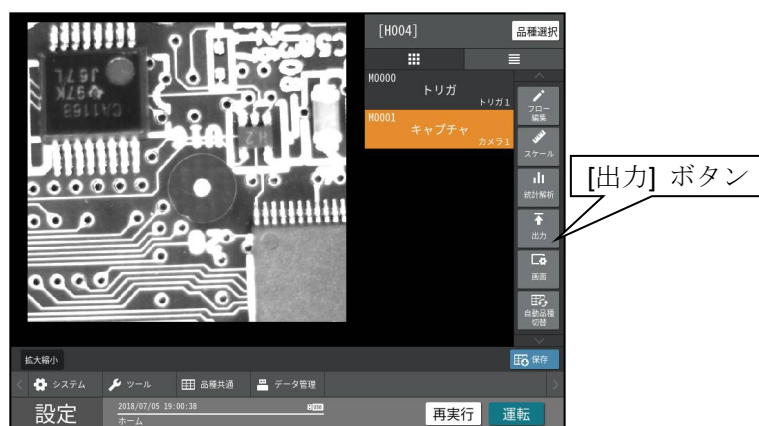 [H004]
品種選択
M0000
トリガ
トリガ1
M0001
キャプチャ
カメラ1
フロー
編集
スケール
統計解析
出力
画面
自動品種
切替
[出力] ボタン
拡大縮小
保存
システム
ツール
品種共通
データ管理
設定
2018/07/05 19:00:38
ホーム
再実行
運転